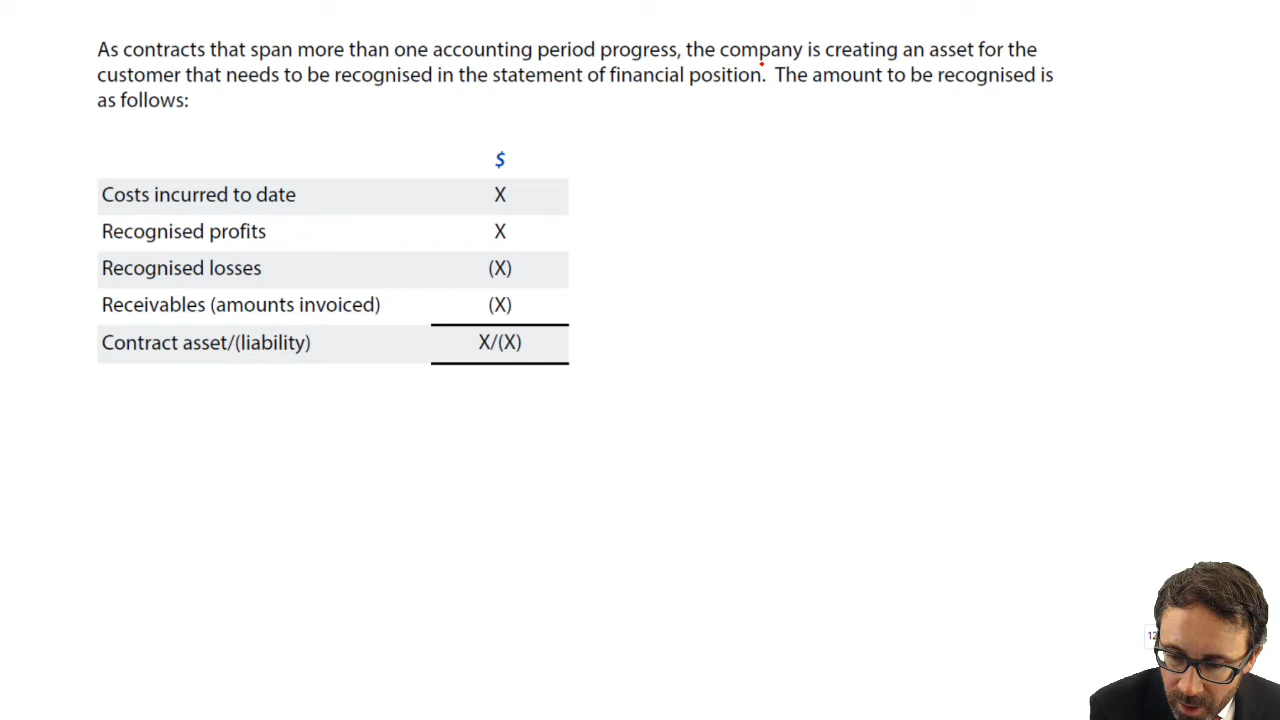 As contracts that span more than one accounting period progress, the company is creating an asset for the
customer that needs to be recognised in the statement of financial position. The amount to be recognised is
as follows:
$
Costs incurred to date X
Recognised profits X
Recognised losses (X)
Receivables (amounts invoiced) (X)
Contract asset/(liability) X/(X)